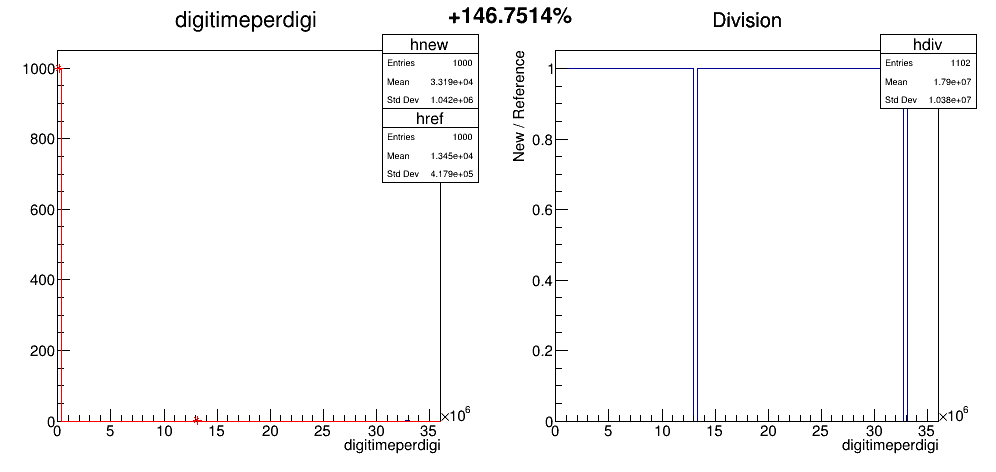 +146.7514%
digitimeperdigi
hnew
Entries 1000
Mean 3.319e+04
Std Dev 1.042e+06
href
Entries 1000
Mean 1.345e+04
Std Dev 4.179e+05
1000
800
600
400
200
0
0 5 10 15 20 25 30 35 ×10⁶
digitimeperdigi
Division
hdiv
Entries 1102
Mean 1.79e+07
Std Dev 1.038e+07
New / Reference
1
0.8
0.6
0.4
0.2
0
0 5 10 15 20 25 30 35 ×10⁶
digitimeperdigi